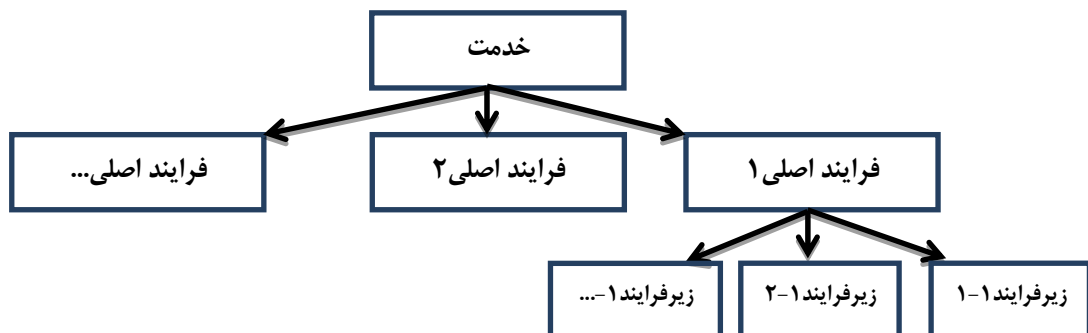 خدمت
فرایند اصلی۱
فرایند اصلی۲
فرایند اصلی...
زیرفرایند۱-۱
زیرفرایند۱-۲
زیرفرایند۱-...